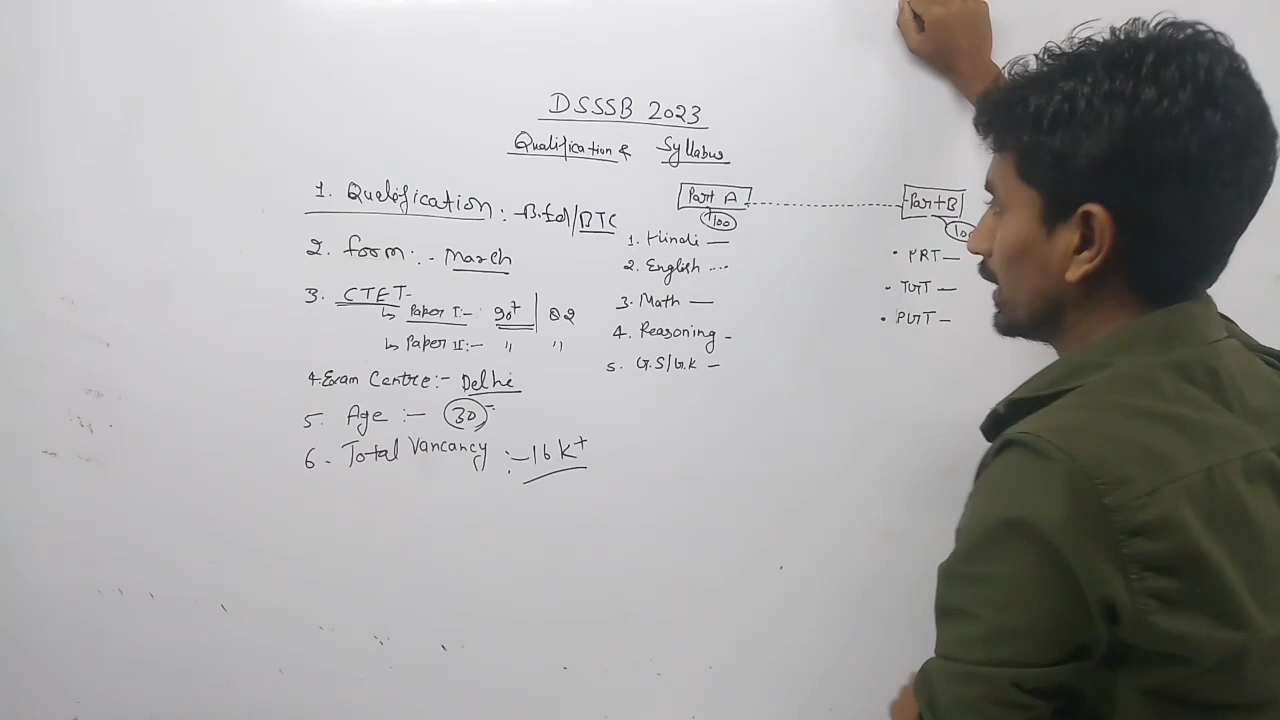 DSSSB 2023
Qualification & Syllabus
1. Qualification :- B.Ed/BTC
2. form :- March
3. CTET-
↳ Paper I:- 90+ | 82
↳ Paper II:- " "
4. Exam Centre:- Delhi
5. Age :- 30-
6. Total Vancancy :- 16 K+
Part A
100
1. Hindi —
2. English ....
3. Math —
4. Reasoning -
5. G.S/G.K —
Part B
100
• PRT —
- TGT —
• PGT —